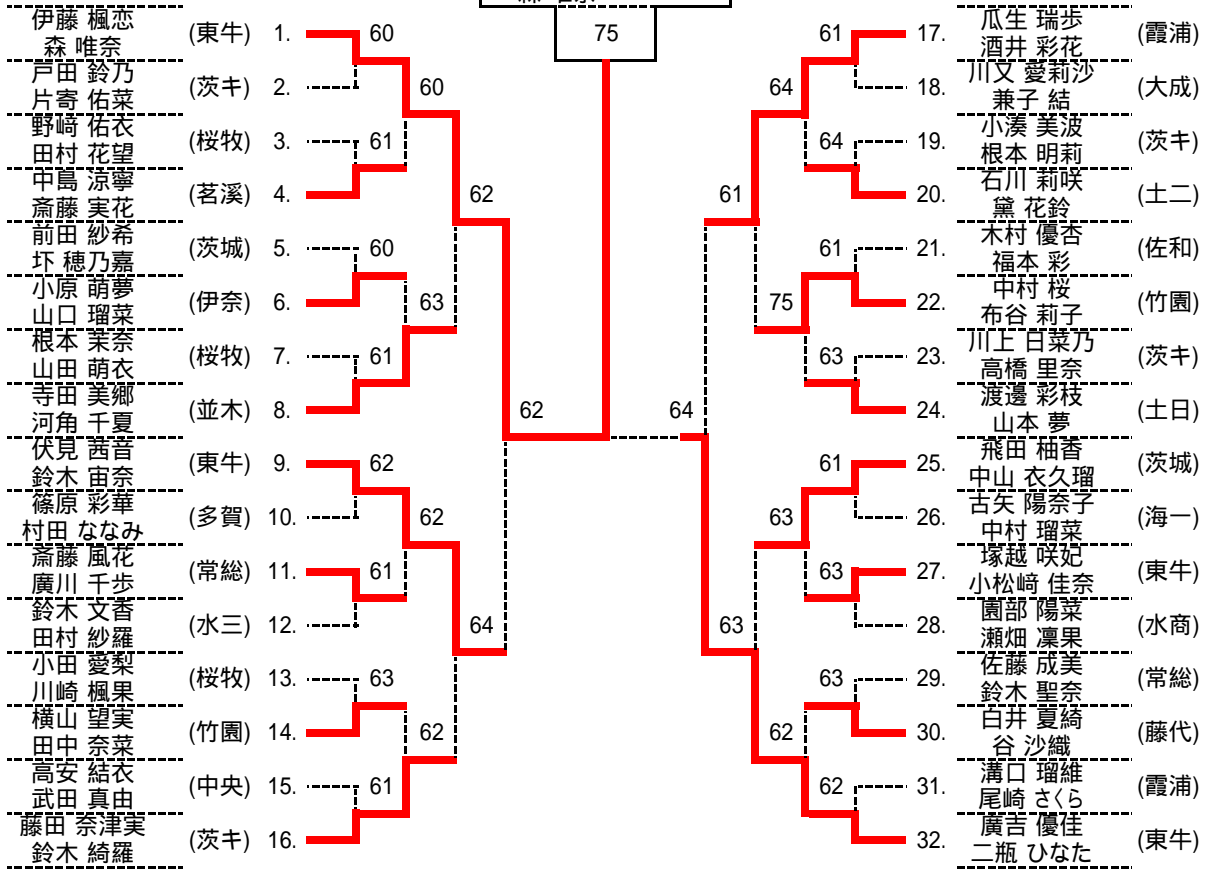 75
伊藤 楓恋
森 唯奈
(東牛) 1.
戸田 鈴乃
片寄 佑菜
(茨キ) 2.
野﨑 佑衣
田村 花望
(桜牧) 3.
中島 涼寧
斎藤 実花
(茗溪) 4.
前田 紗希
圷 穂乃嘉
(茨城) 5.
小原 萌夢
山口 瑠菜
(伊奈) 6.
根本 茉奈
山田 萌衣
(桜牧) 7.
寺田 美郷
河角 千夏
(並木) 8.
伏見 茜音
鈴木 宙奈
(東牛) 9.
篠原 彩華
村田 ななみ
(多賀) 10.
斎藤 風花
廣川 千歩
(常総) 11.
鈴木 文香
田村 紗羅
(水三) 12.
小田 愛梨
川崎 楓果
(桜牧) 13.
横山 望実
田中 奈菜
(竹園) 14.
高安 結衣
武田 真由
(中央) 15.
藤田 奈津実
鈴木 綺羅
(茨キ) 16.
60
61
60
61
62
61
63
61
60
63
62
62
62
64
62
64
61
64
61
63
61
63
63
62
64
75
63
62
61
63
17. 瓜生 瑞歩
酒井 彩花
(霞浦)
18. 川又 愛莉沙
兼子 結
(大成)
19. 小湊 美波
根本 明莉
(茨キ)
20. 石川 莉咲
黛 花鈴
(土二)
21. 木村 優杏
福本 彩
(佐和)
22. 中村 桜
布谷 莉子
(竹園)
23. 川上 日菜乃
高橋 里奈
(茨キ)
24. 渡邊 彩枝
山本 夢
(土日)
25. 飛田 柚香
中山 衣久瑠
(茨城)
26. 古矢 陽奈子
中村 瑠菜
(海一)
27. 塚越 咲妃
小松﨑 佳奈
(東牛)
28. 園部 陽菜
瀬畑 凜果
(水商)
29. 佐藤 成美
鈴木 聖奈
(常総)
30. 白井 夏綺
谷 沙織
(藤代)
31. 溝口 瑠維
尾崎 さくら
(霞浦)
32. 廣吉 優佳
二瓶 ひなた
(東牛)